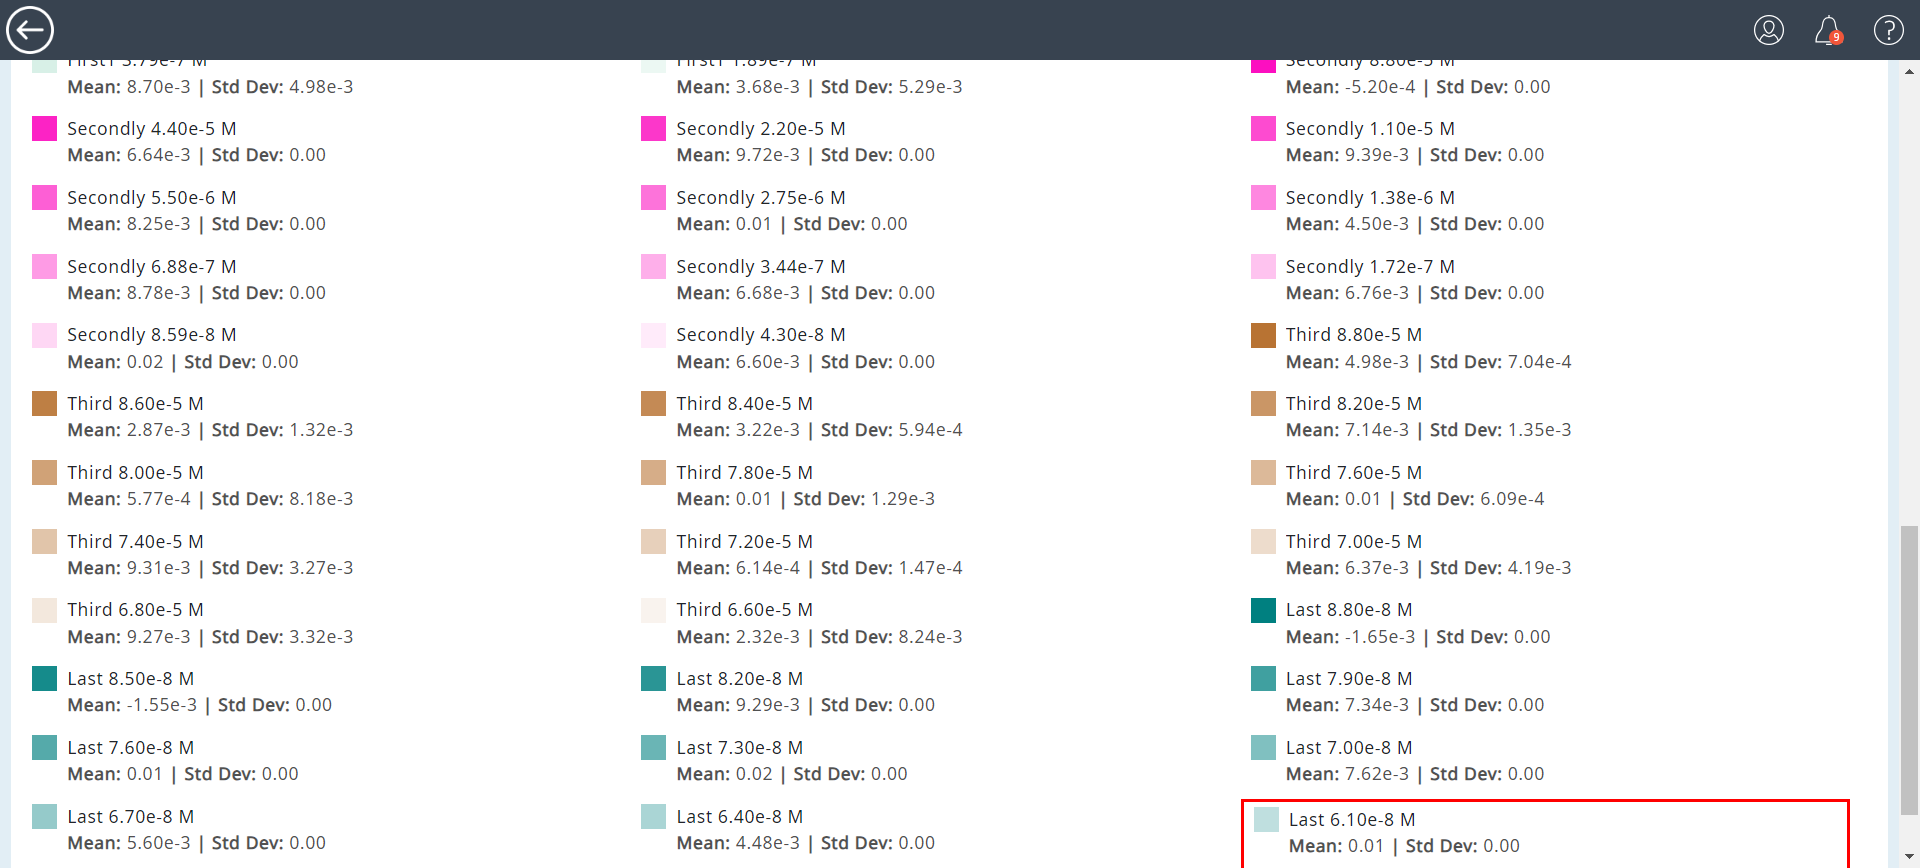 9
First1 3.79e-7 M
First1 1.89e-7 M
Secondly 8.80e-5 M
Mean: 8.70e-3 | Std Dev: 4.98e-3
Mean: 3.68e-3 | Std Dev: 5.29e-3
Mean: -5.20e-4 | Std Dev: 0.00
Secondly 4.40e-5 M
Secondly 2.20e-5 M
Secondly 1.10e-5 M
Mean: 6.64e-3 | Std Dev: 0.00
Mean: 9.72e-3 | Std Dev: 0.00
Mean: 9.39e-3 | Std Dev: 0.00
Secondly 5.50e-6 M
Secondly 2.75e-6 M
Secondly 1.38e-6 M
Mean: 8.25e-3 | Std Dev: 0.00
Mean: 0.01 | Std Dev: 0.00
Mean: 4.50e-3 | Std Dev: 0.00
Secondly 6.88e-7 M
Secondly 3.44e-7 M
Secondly 1.72e-7 M
Mean: 8.78e-3 | Std Dev: 0.00
Mean: 6.68e-3 | Std Dev: 0.00
Mean: 6.76e-3 | Std Dev: 0.00
Secondly 8.59e-8 M
Secondly 4.30e-8 M
Third 8.80e-5 M
Mean: 0.02 | Std Dev: 0.00
Mean: 6.60e-3 | Std Dev: 0.00
Mean: 4.98e-3 | Std Dev: 7.04e-4
Third 8.60e-5 M
Third 8.40e-5 M
Third 8.20e-5 M
Mean: 2.87e-3 | Std Dev: 1.32e-3
Mean: 3.22e-3 | Std Dev: 5.94e-4
Mean: 7.14e-3 | Std Dev: 1.35e-3
Third 8.00e-5 M
Third 7.80e-5 M
Third 7.60e-5 M
Mean: 5.77e-4 | Std Dev: 8.18e-3
Mean: 0.01 | Std Dev: 1.29e-3
Mean: 0.01 | Std Dev: 6.09e-4
Third 7.40e-5 M
Third 7.20e-5 M
Third 7.00e-5 M
Mean: 9.31e-3 | Std Dev: 3.27e-3
Mean: 6.14e-4 | Std Dev: 1.47e-4
Mean: 6.37e-3 | Std Dev: 4.19e-3
Third 6.80e-5 M
Third 6.60e-5 M
Last 8.80e-8 M
Mean: 9.27e-3 | Std Dev: 3.32e-3
Mean: 2.32e-3 | Std Dev: 8.24e-3
Mean: -1.65e-3 | Std Dev: 0.00
Last 8.50e-8 M
Last 8.20e-8 M
Last 7.90e-8 M
Mean: -1.55e-3 | Std Dev: 0.00
Mean: 9.29e-3 | Std Dev: 0.00
Mean: 7.34e-3 | Std Dev: 0.00
Last 7.60e-8 M
Last 7.30e-8 M
Last 7.00e-8 M
Mean: 0.01 | Std Dev: 0.00
Mean: 0.02 | Std Dev: 0.00
Mean: 7.62e-3 | Std Dev: 0.00
Last 6.70e-8 M
Last 6.40e-8 M
Last 6.10e-8 M
Mean: 5.60e-3 | Std Dev: 0.00
Mean: 4.48e-3 | Std Dev: 0.00
Mean: 0.01 | Std Dev: 0.00